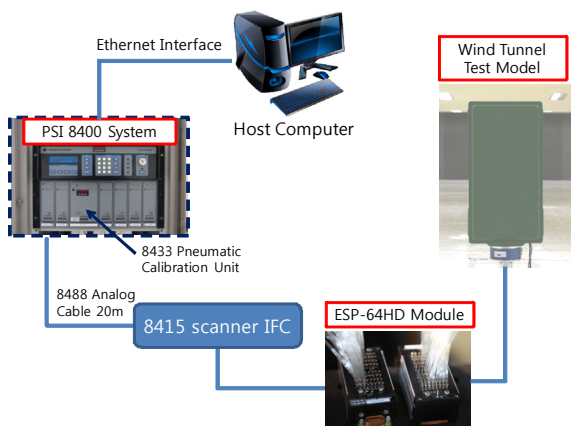 Ethernet Interface
Host Computer
Wind Tunnel
Test Model
PSI 8400 System
8433 Pneumatic
Calibration Unit
8488 Analog
Cable 20m
8415 scanner IFC
ESP-64HD Module